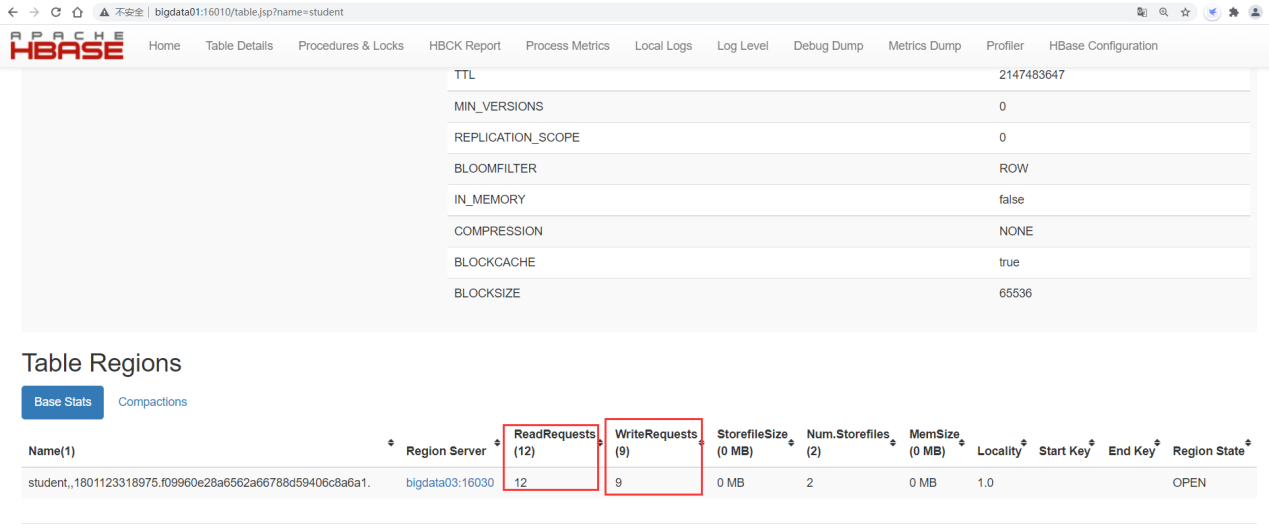 不安全 bigdata01:16010/table.jsp?name=student
APACHE HBASE Home Table Details Procedures & Locks HBCK Report Process Metrics Local Logs Log Level Debug Dump Metrics Dump Profiler HBase Configuration
TTL 2147483647
MIN_VERSIONS 0
REPLICATION_SCOPE 0
BLOOMFILTER ROW
IN_MEMORY false
COMPRESSION NONE
BLOCKCACHE true
BLOCKSIZE 65536
Table Regions
Base Stats Compactions
Name(1) Region Server ReadRequests (12) WriteRequests (9) StorefileSize (0 MB) Num.Storefiles (2) MemSize (0 MB) Locality Start Key End Key Region State
student,,1801123318975.f09960e28a6562a66788d59406c8a6a1. bigdata03:16030 12 9 0 MB 2 0 MB 1.0 OPEN